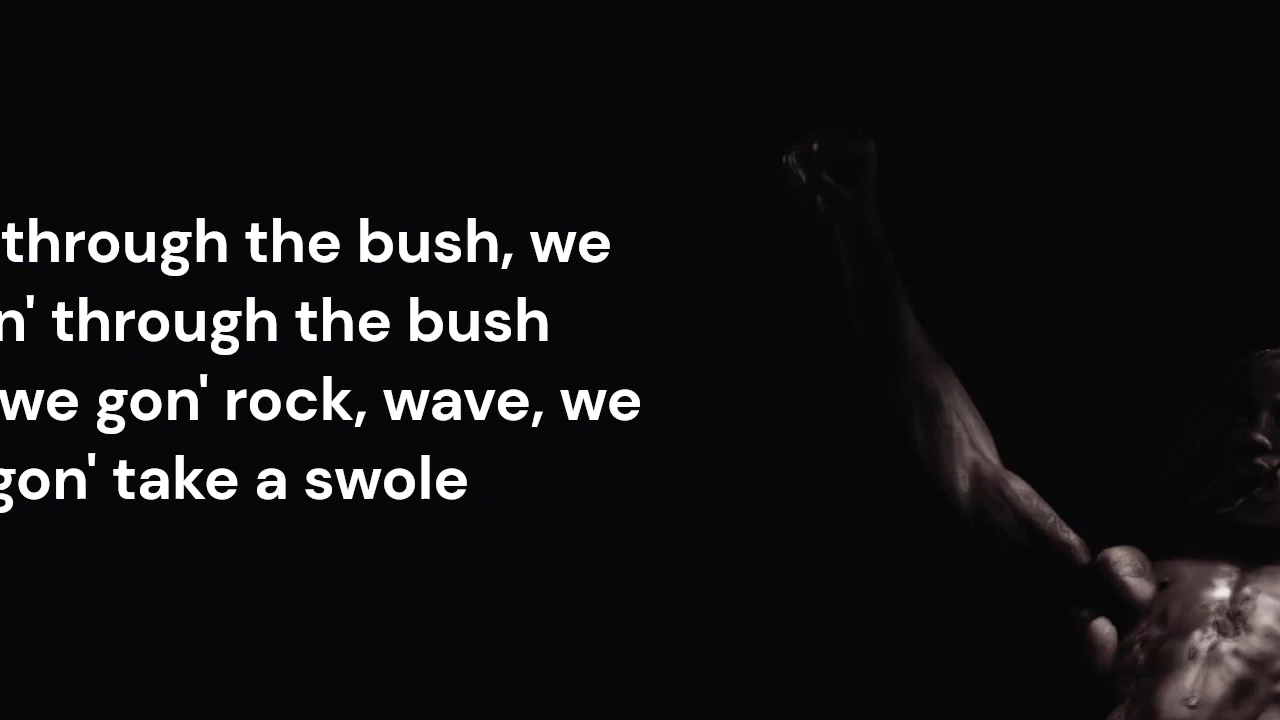 through the bush, we
n' through the bush
we gon' rock, wave, we
gon' take a swole